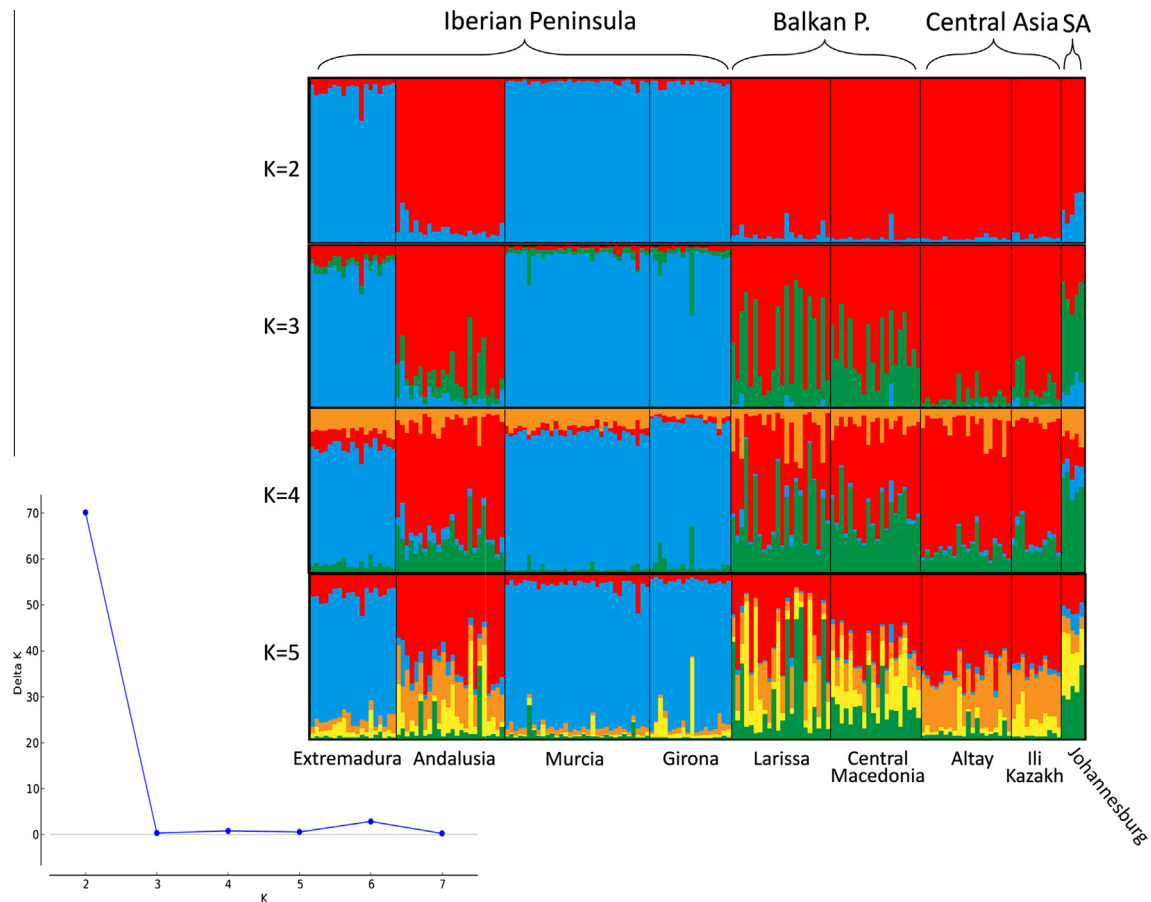 Iberian Peninsula Balkan P. Central Asia SA
K=2
K=3
K=4
K=5
Extremadura Andalusia Murcia Girona Larissa Central Macedonia Altay Ili Kazakh Johannesburg
70
60
50
40
30
20
10
0
Delta K
2 3 4 5 6 7
K